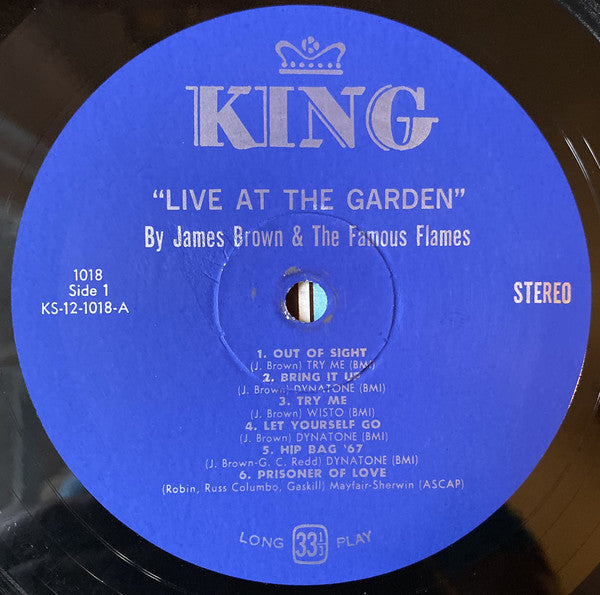 KING
"LIVE AT THE GARDEN"
By James Brown & The Famous Flames
1018
Side 1
KS-12-1018-A
STEREO
1. OUT OF SIGHT
(J. Brown) TRY ME (BMI)
2. BRING IT UP
(J. Brown) DYNATONE (BMI)
3. TRY ME
(J. Brown) WISTO (BMI)
4. LET YOURSELF GO
(J. Brown) DYNATONE (BMI)
5. HIP BAG '67
(J. Brown-G. C. Redd) DYNATONE (BMI)
6. PRISONER OF LOVE
(Robin, Russ Columbo, Gaskill) Mayfair-Sherwin (ASCAP)
LONG 33 1/3 PLAY